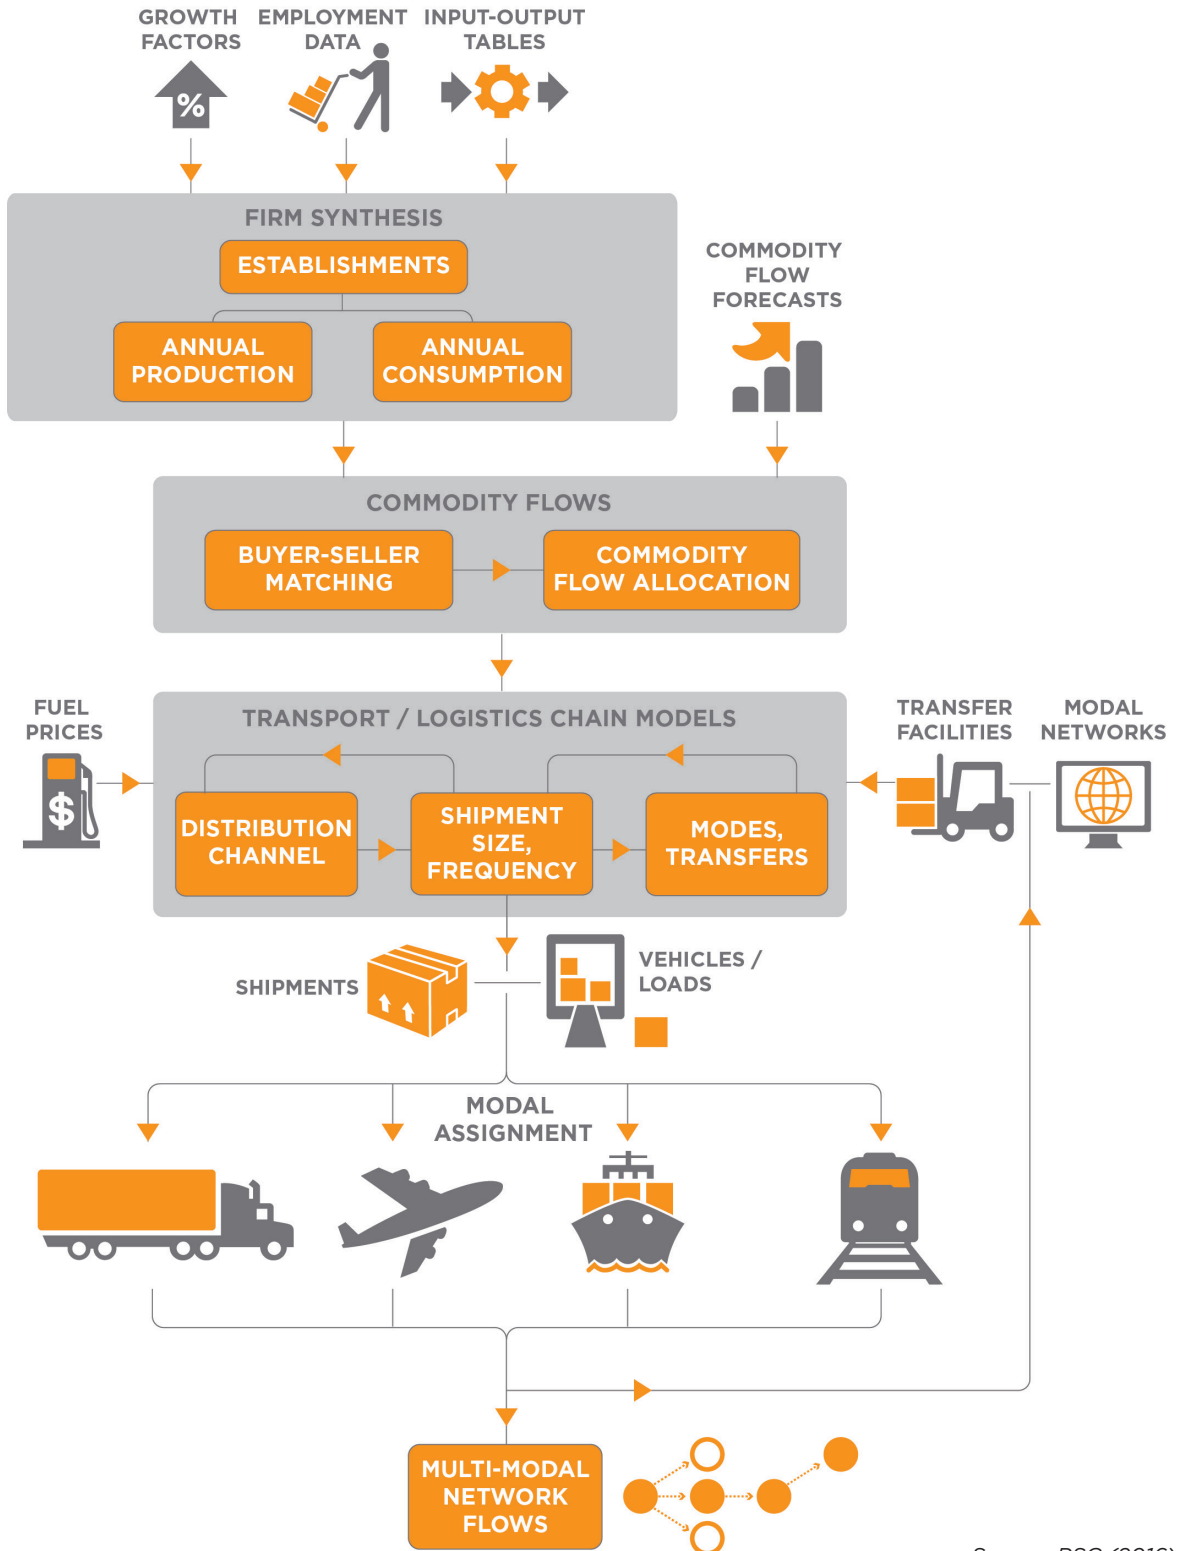 GROWTH
FACTORS
EMPLOYMENT
DATA
INPUT-OUTPUT
TABLES
%
FIRM SYNTHESIS
ESTABLISHMENTS
ANNUAL
PRODUCTION
ANNUAL
CONSUMPTION
COMMODITY
FLOW
FORECASTS
COMMODITY FLOWS
BUYER-SELLER
MATCHING
COMMODITY
FLOW ALLOCATION
FUEL
PRICES
$
TRANSPORT / LOGISTICS CHAIN MODELS
DISTRIBUTION
CHANNEL
SHIPMENT
SIZE,
FREQUENCY
MODES,
TRANSFERS
TRANSFER
FACILITIES
MODAL
NETWORKS
SHIPMENTS
VEHICLES /
LOADS
MODAL
ASSIGNMENT
MULTI-MODAL
NETWORK
FLOWS